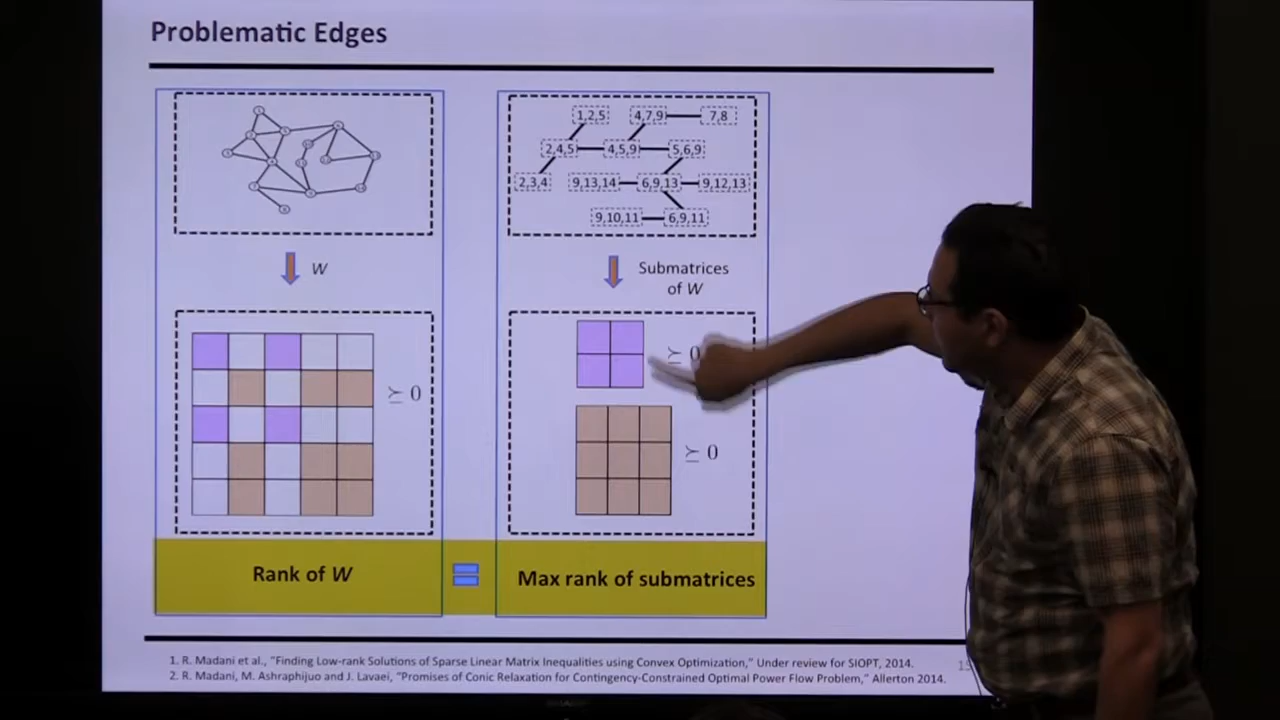 Problematic Edges
1,2,5 4,7,9 7,8
2,4,5 4,5,9 5,6,9
2,3,4 9,13,14 6,9,13 9,12,13
9,10,11 6,9,11
W
Submatrices
of W
⪰ 0
⪰ 0
⪰ 0
Rank of W = Max rank of submatrices
1. R. Madani et al., "Finding Low-rank Solutions of Sparse Linear Matrix Inequalities using Convex Optimization," Under review for SIOPT, 2014.
2. R. Madani, M. Ashraphijuo and J. Lavaei, "Promises of Conic Relaxation for Contingency-Constrained Optimal Power Flow Problem," Allerton 2014.